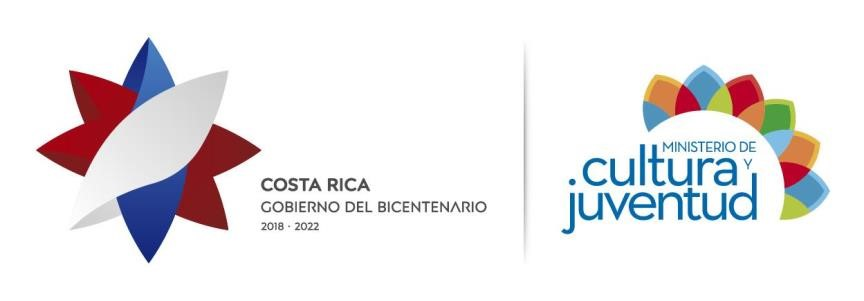 COSTA RICA
GOBIERNO DEL BICENTENARIO
2018 · 2022
MINISTERIO DE
cultura Y
juventud